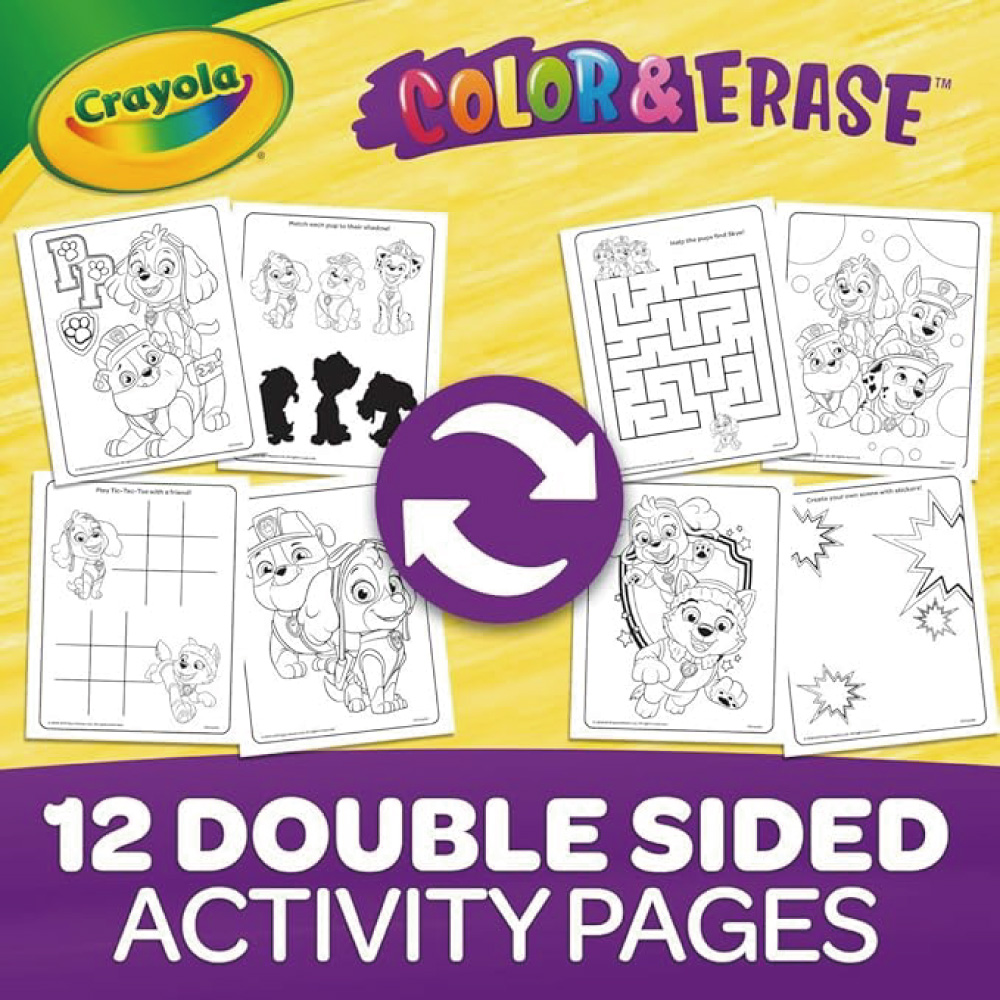 Crayola
®
COLOR & ERASE™
PP
Match each pup to their shadow!
Help the pups find Skye!
Play Tic-Tac-Toe with a friend!
Create your own scene with stickers!
12 DOUBLE SIDED
ACTIVITY PAGES